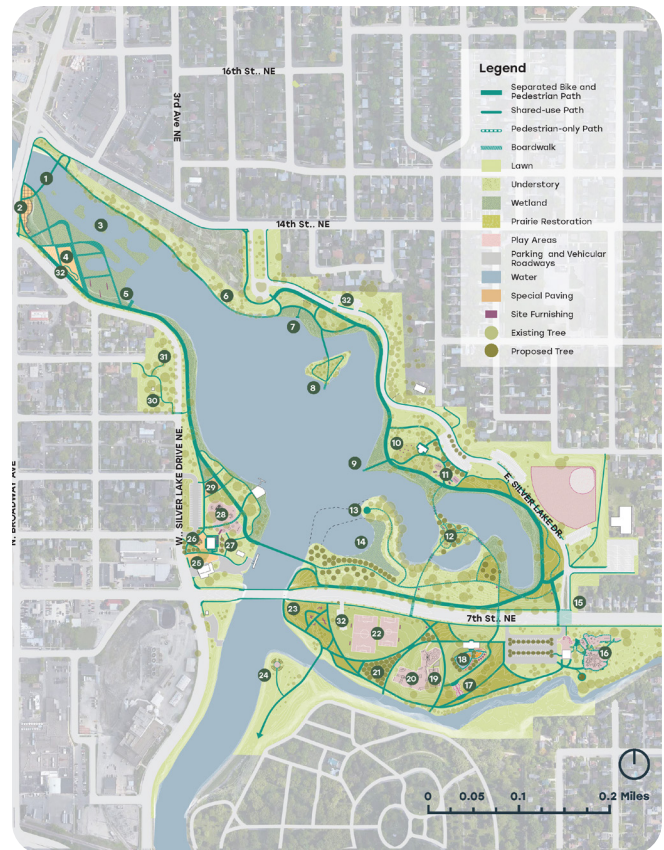 16th St., NE
3rd Ave NE
14th St., NE
Legend
Separated Bike and
Pedestrian Path
Shared-use Path
Pedestrian-only Path
Boardwalk
Lawn
Understory
Wetland
Prairie Restoration
Play Areas
Parking and Vehicular
Roadways
Water
Special Paving
Site Furnishing
Existing Tree
Proposed Tree
1
2
3
4
32
5
6
7
32
8
31
30
9
10
11
E. SILVER LAKE DR.
W. SILVER LAKE DRIVE NE.
N. BROADWAY AVE
29
28
13
12
14
26
27
26
15
7th St., NE
23
32
22
16
24
21
20
19
18
17
0
0.05
0.1
0.2 Miles